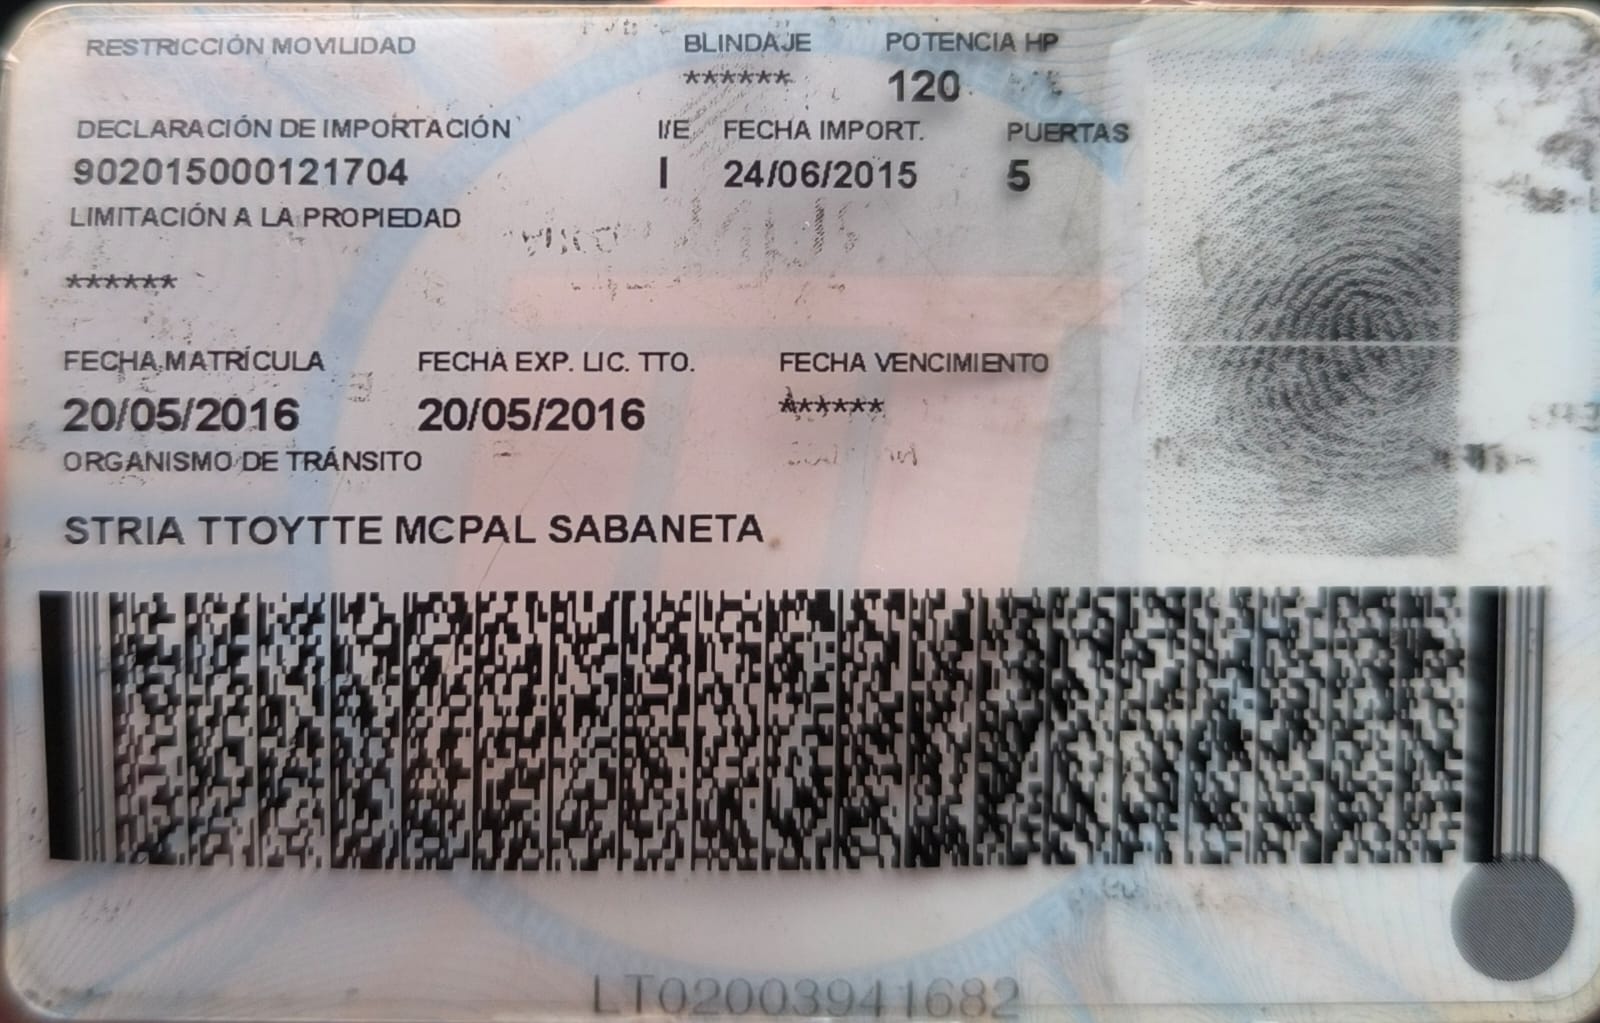 RESTRICCIÓN MOVILIDAD BLINDAJE POTENCIA HP
****** 120
DECLARACIÓN DE IMPORTACIÓN I/E FECHA IMPORT. PUERTAS
902015000121704 I 24/06/2015 5
LIMITACIÓN A LA PROPIEDAD
******
FECHA MATRÍCULA FECHA EXP. LIC. TTO. FECHA VENCIMIENTO
20/05/2016 20/05/2016 ******
ORGANISMO DE TRÁNSITO
STRIA TTOYTTE MCPAL SABANETA
LT02003941682